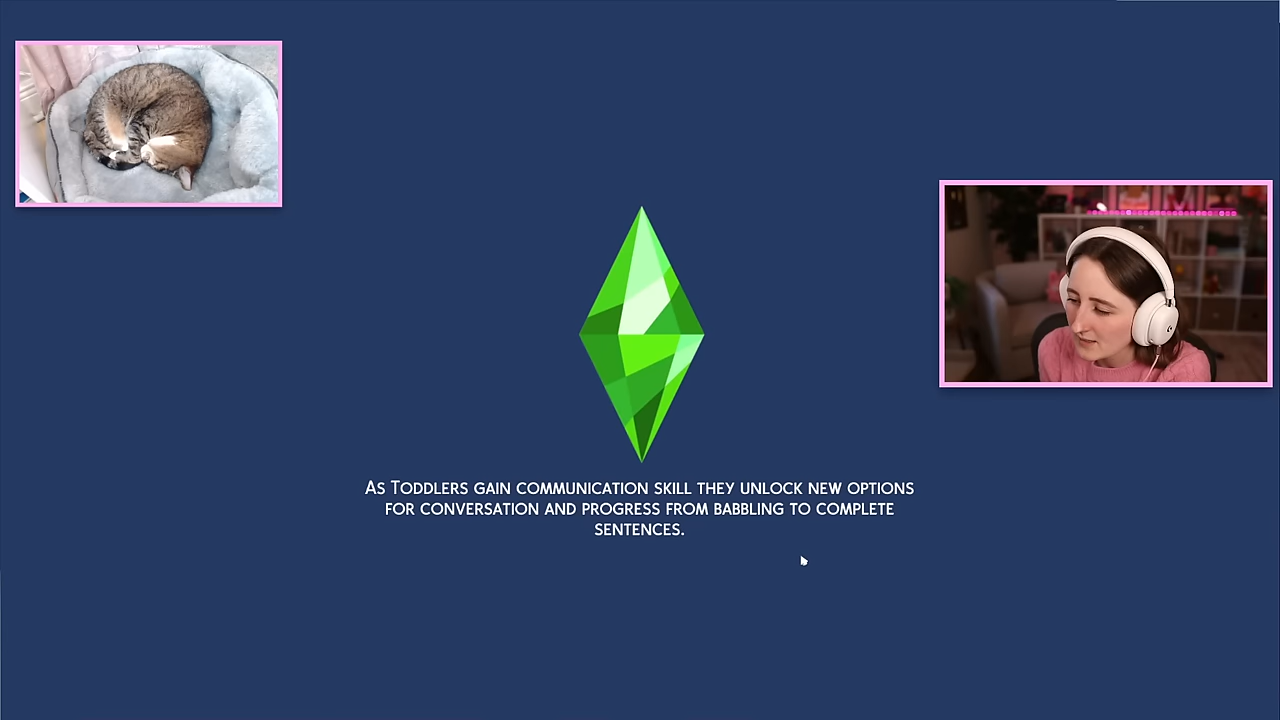 As Toddlers gain communication skill they unlock new options
for conversation and progress from babbling to complete
sentences.